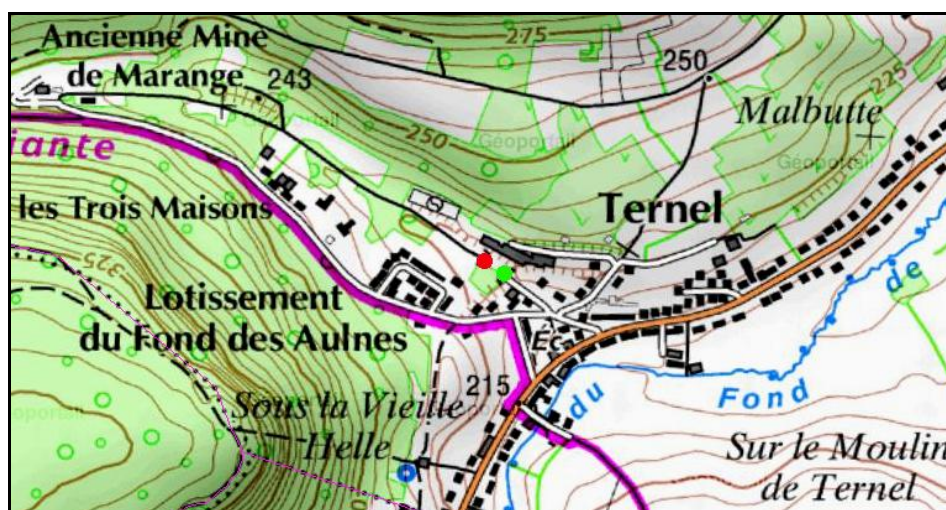 Ancienne Mine
de Marange
243
275
250
225
Malbutte
250
Géoportail
Géoportail
iante
les Trois Maisons
Ternel
325
Lotissement
du Fond des Aulnes
Éc
215
Sous la Vieille
Helle
du Fond de
Sur le Moulin
de Ternel